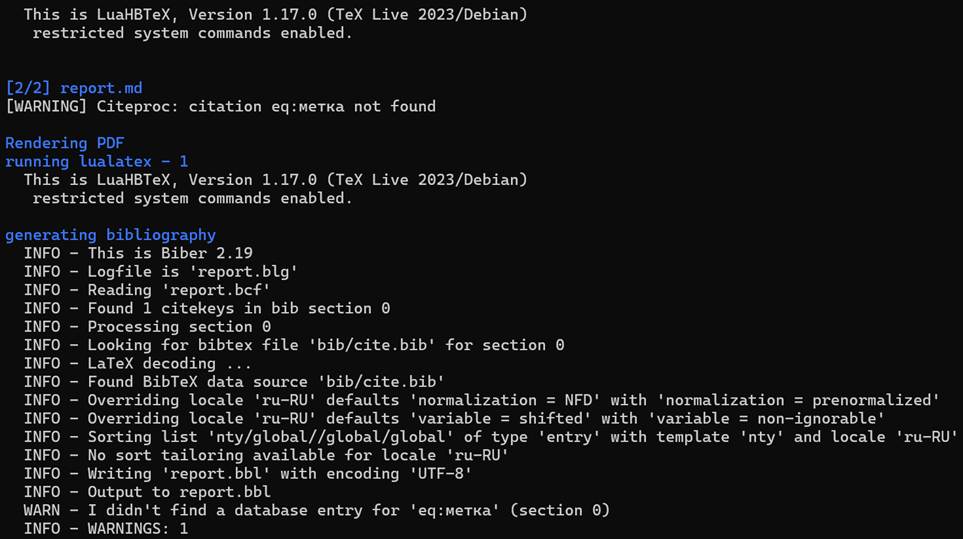 This is LuaHBTeX, Version 1.17.0 (TeX Live 2023/Debian)
restricted system commands enabled.
[2/2] report.md
[WARNING] Citeproc: citation eq:метка not found
Rendering PDF
running lualatex - 1
This is LuaHBTeX, Version 1.17.0 (TeX Live 2023/Debian)
restricted system commands enabled.
generating bibliography
INFO - This is Biber 2.19
INFO - Logfile is 'report.blg'
INFO - Reading 'report.bcf'
INFO - Found 1 citekeys in bib section 0
INFO - Processing section 0
INFO - Looking for bibtex file 'bib/cite.bib' for section 0
INFO - LaTeX decoding ...
INFO - Found BibTeX data source 'bib/cite.bib'
INFO - Overriding locale 'ru-RU' defaults 'normalization = NFD' with 'normalization = prenormalized'
INFO - Overriding locale 'ru-RU' defaults 'variable = shifted' with 'variable = non-ignorable'
INFO - Sorting list 'nty/global//global/global' of type 'entry' with template 'nty' and locale 'ru-RU'
INFO - No sort tailoring available for locale 'ru-RU'
INFO - Writing 'report.bbl' with encoding 'UTF-8'
INFO - Output to report.bbl
WARN - I didn't find a database entry for 'eq:метка' (section 0)
INFO - WARNINGS: 1